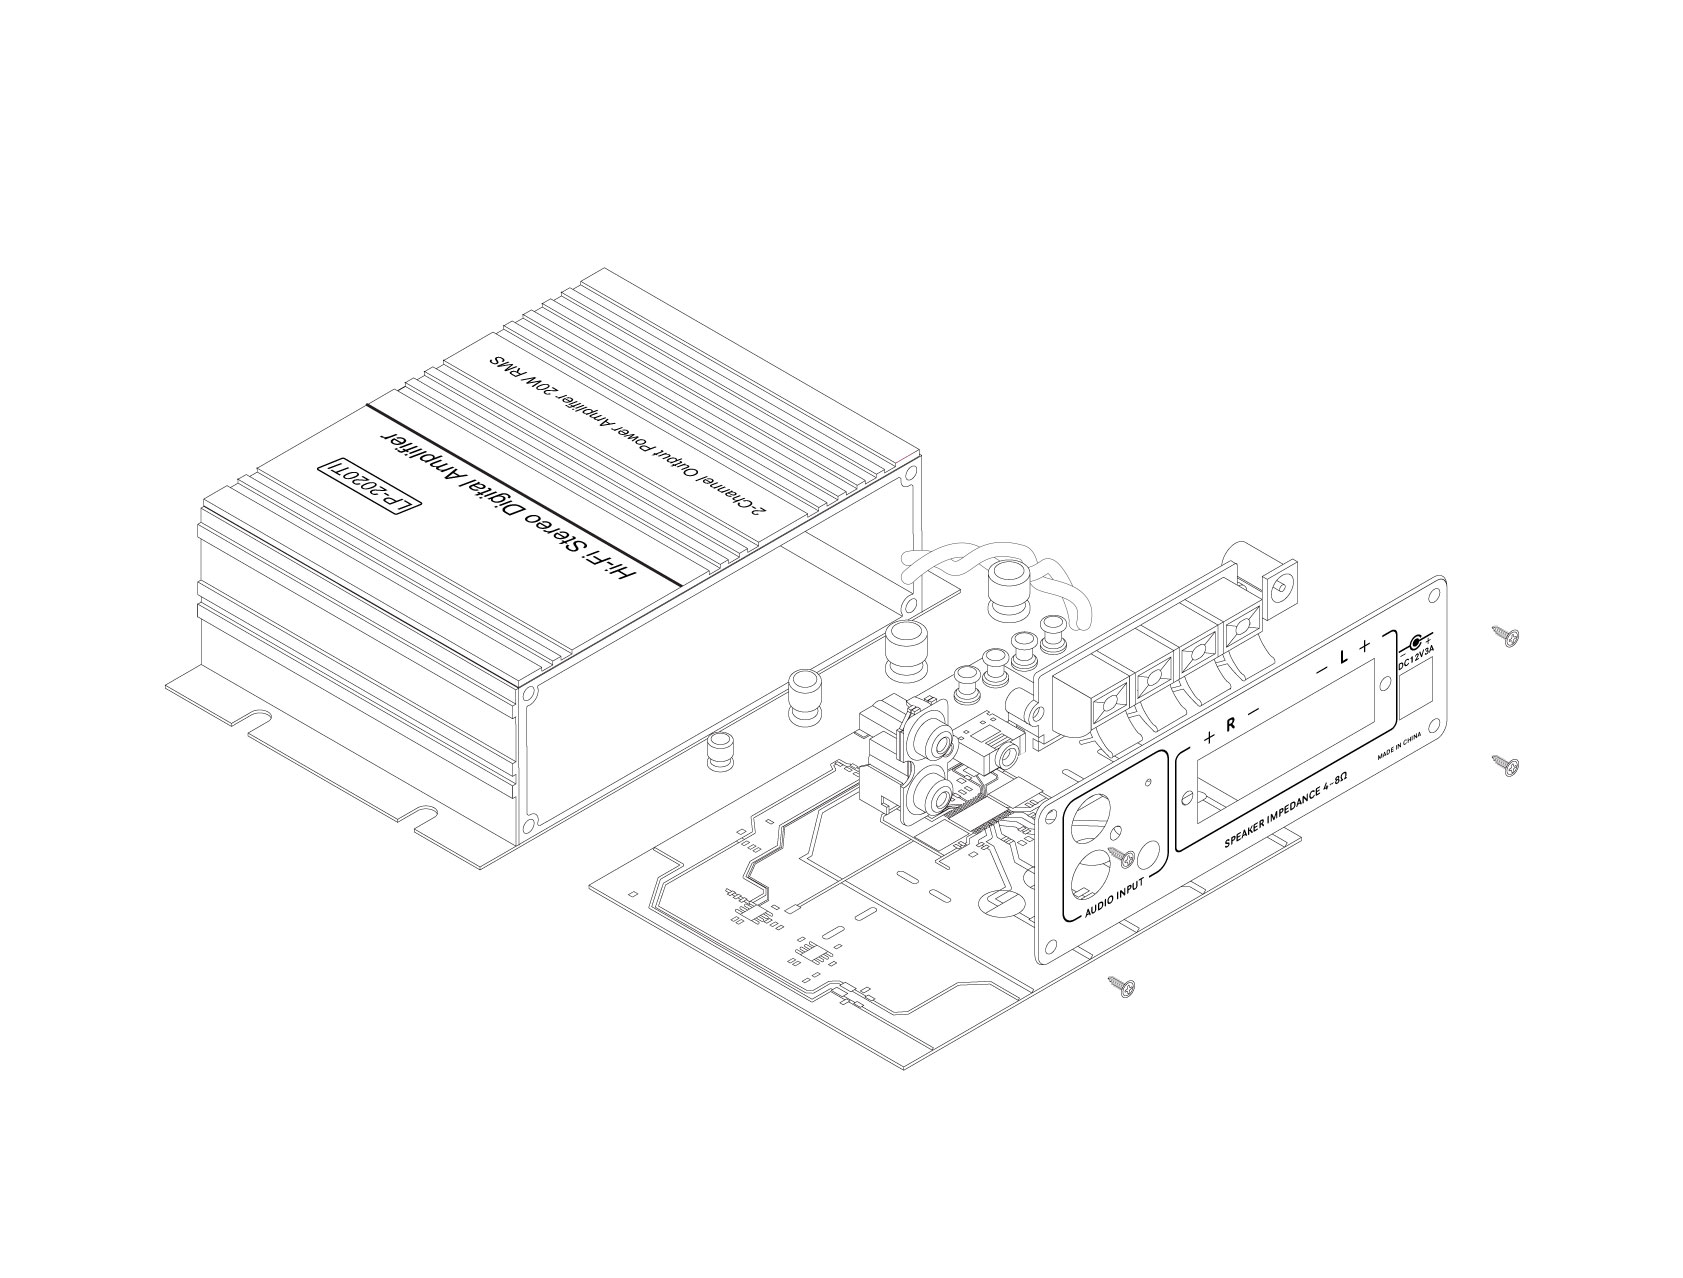 2-Channel Output Power Amplifier 20W RMS
Hi-Fi Stereo Digital Amplifier
LP-2020TI
− L +
+ R −
− +
DC12V3A
MADE IN CHINA
SPEAKER IMPEDANCE 4-8Ω
AUDIO INPUT